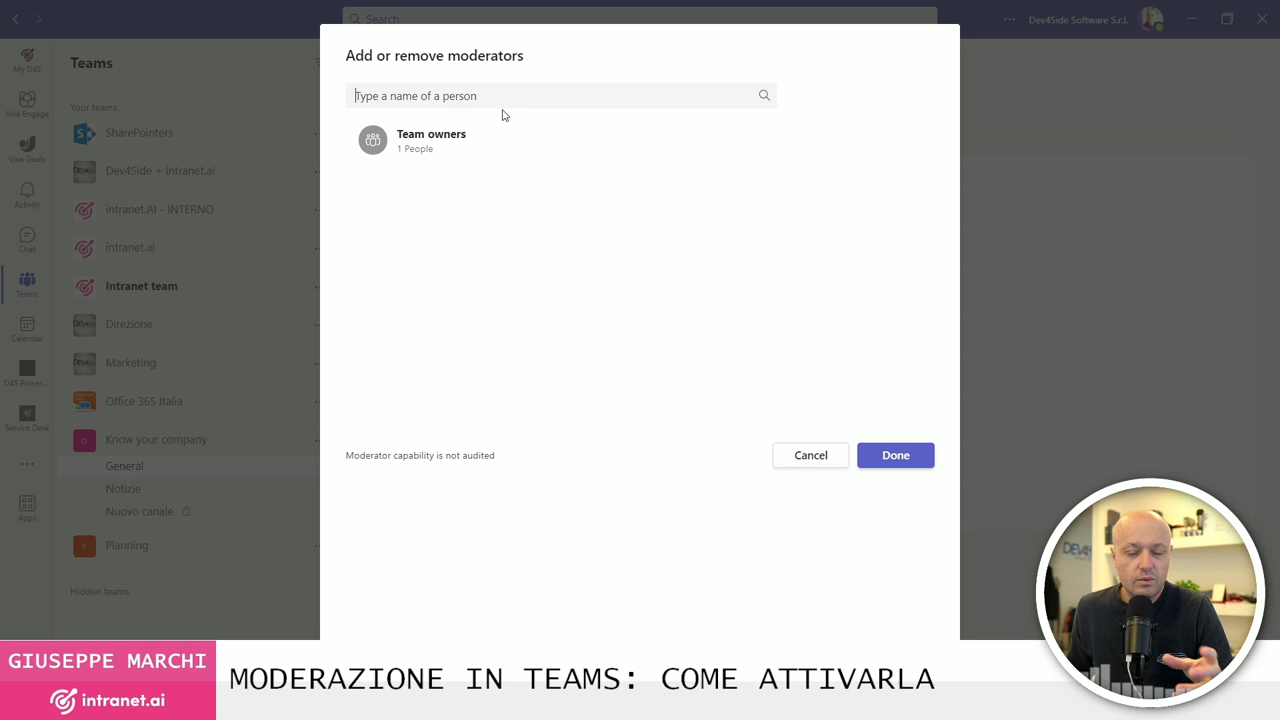 Search
Dev4Side Software S.r.l.
My D4S
Viva Engage
Viva Goals
Activity
Chat
Teams
Calendar
D4S Power...
Service Desk
Apps
Teams
Your teams
SharePointers
Dev4Side + intranet.ai
intranet.AI - INTERNO
intranet.ai
Intranet team
Direzione
Marketing
Office 365 Italia
Know your company
General
Notizie
Nuovo canale
Planning
Hidden teams
Add or remove moderators
Type a name of a person
Team owners
1 People
Moderator capability is not audited
Cancel
Done
GIUSEPPE MARCHI
intranet.ai
MODERAZIONE IN TEAMS: COME ATTIVARLA